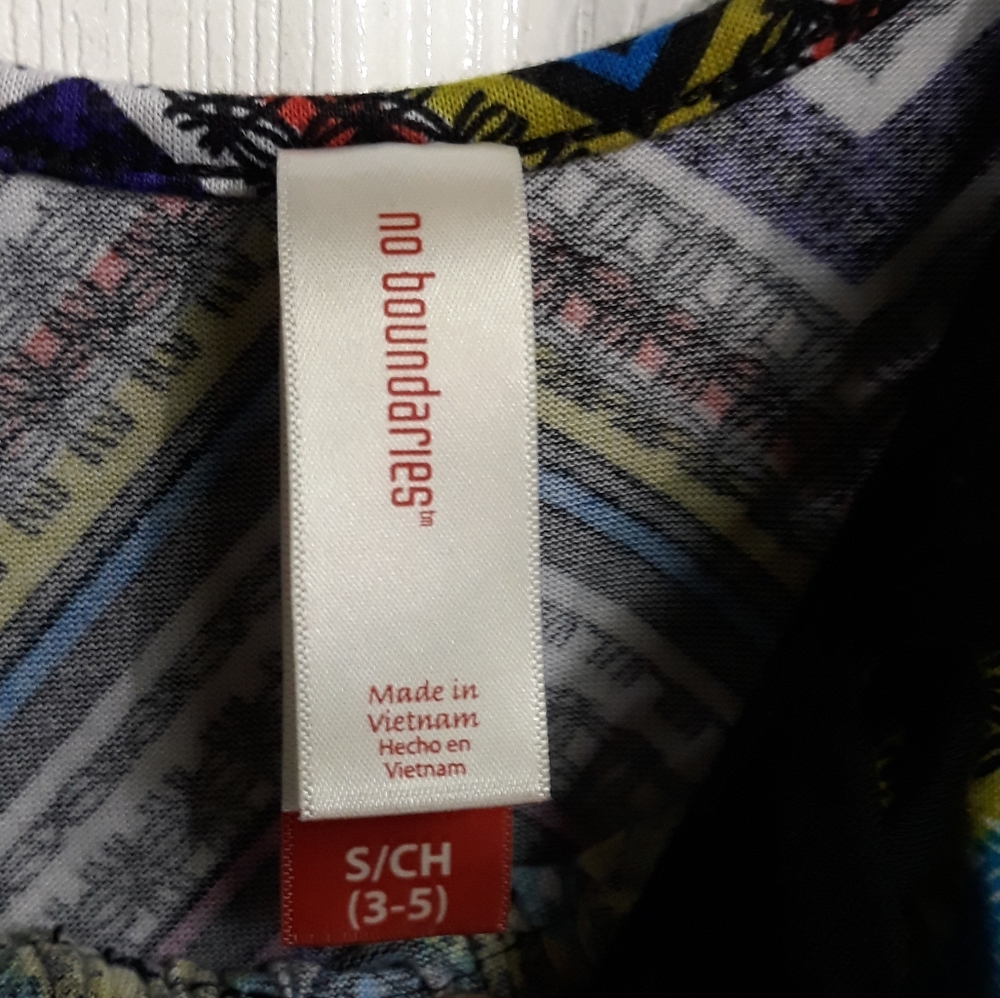 no boundaries™
Made in
Vietnam
Hecho en
Vietnam
S/CH
(3-5)